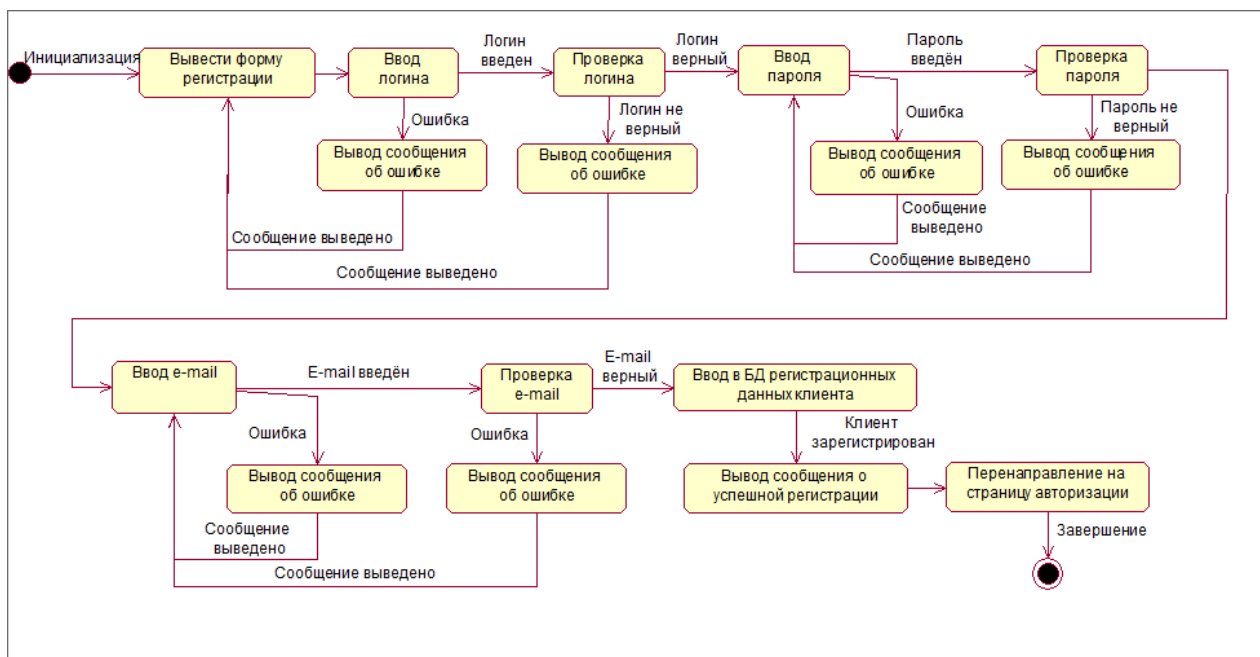 Инициализация
Вывести форму
регистрации
Ввод
логина
Логин
введен
Проверка
логина
Логин
верный
Ввод
пароля
Пароль
введён
Проверка
пароля
Ошибка
Вывод сообщения
об ошибке
Логин не
верный
Вывод сообщения
об ошибке
Ошибка
Вывод сообщения
об ошибке
Пароль не
верный
Вывод сообщения
об ошибке
Сообщение выведено
Сообщение выведено
Сообщение
выведено
Сообщение выведено
Ввод e-mail
E-mail введён
Проверка
e-mail
E-mail
верный
Ввод в БД регистрационных
данных клиента
Ошибка
Вывод сообщения
об ошибке
Ошибка
Вывод сообщения
об ошибке
Клиент
зарегистрирован
Вывод сообщения о
успешной регистрации
Перенаправление на
страницу авторизации
Сообщение
выведено
Сообщение выведено
Завершение